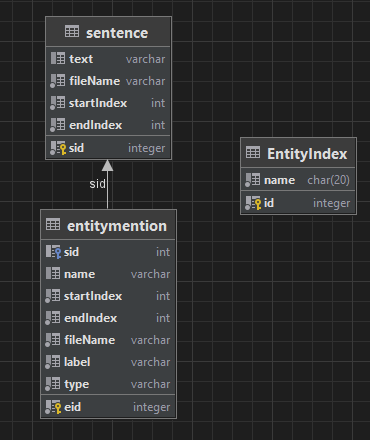 sentence
text varchar
fileName varchar
startIndex int
endIndex int
sid integer
sid
entitymention
sid int
name varchar
startIndex int
endIndex int
fileName varchar
label varchar
type varchar
eid integer
EntityIndex
name char(20)
id integer